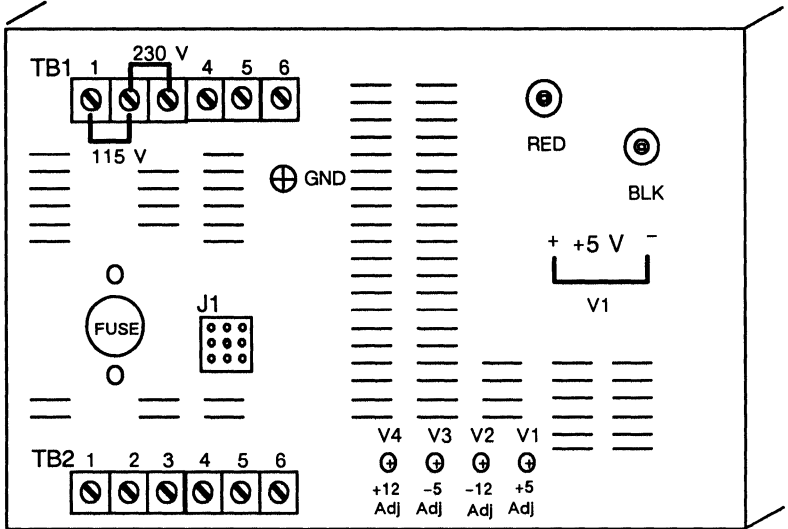 230 V
TB1 1 4 5 6
115 V
GND
RED
BLK
+ +5 V −
V1
J1
FUSE
V4 V3 V2 V1
+12 −5 −12 +5
Adj Adj Adj Adj
TB2 1 2 3 4 5 6